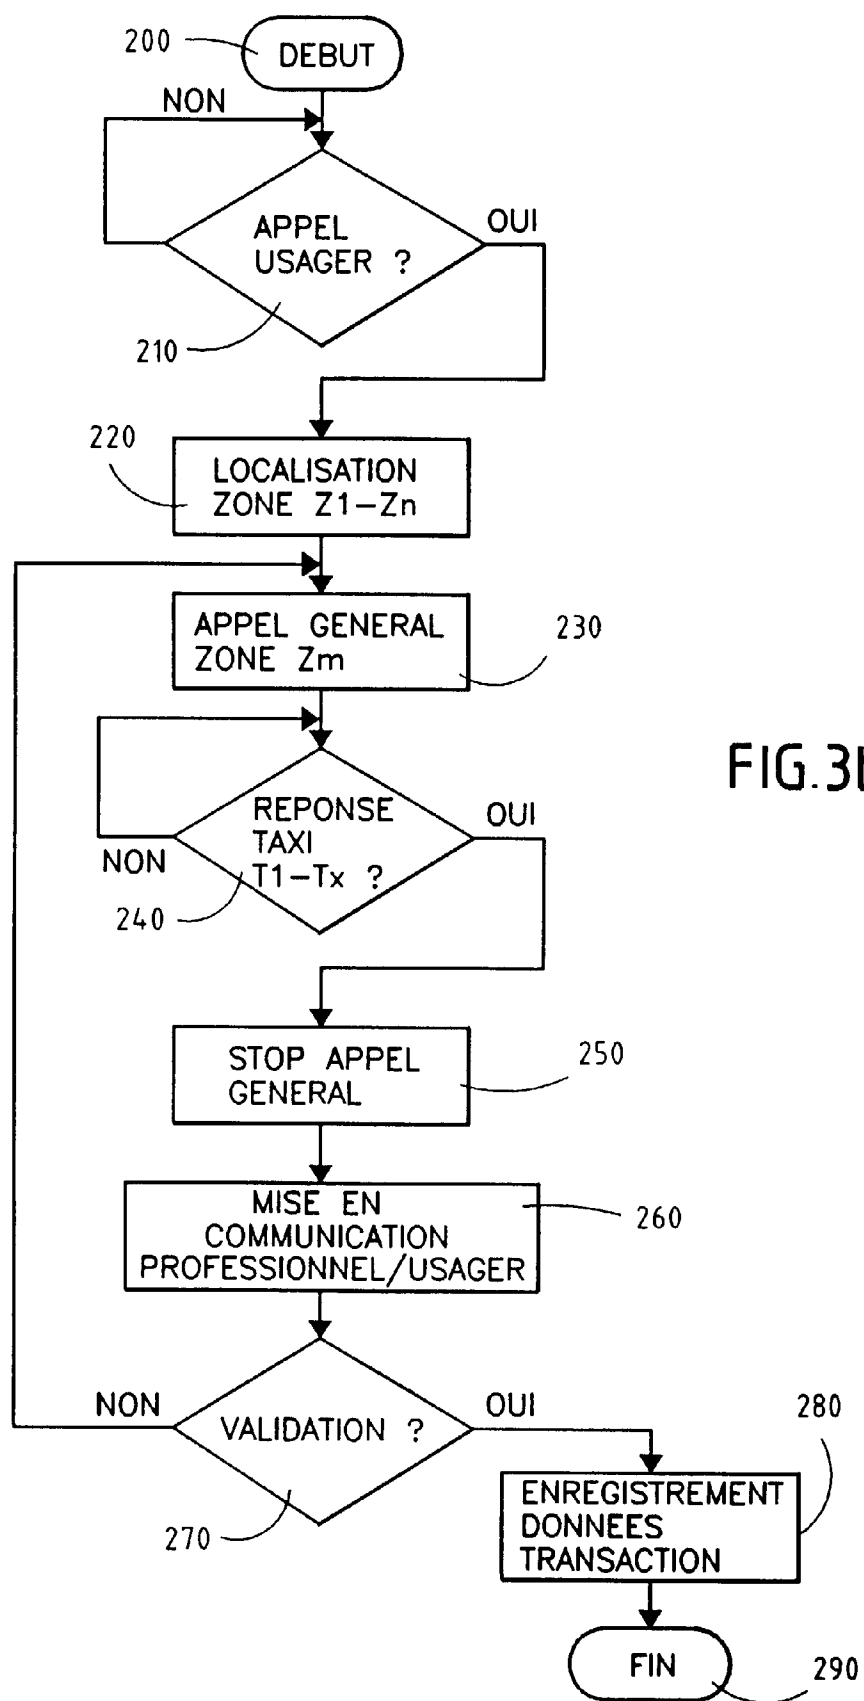 200
DEBUT
NON
APPEL
USAGER ?
OUI
210
220
LOCALISATION
ZONE Z1-Zn
APPEL GENERAL
ZONE Zm
230
REPONSE
TAXI
T1-Tx ?
OUI
NON
240
FIG.3
STOP APPEL
GENERAL
250
MISE EN
COMMUNICATION
PROFESSIONNEL/USAGER
260
NON
VALIDATION ?
OUI
270
280
ENREGISTREMENT
DONNEES
TRANSACTION
FIN
290